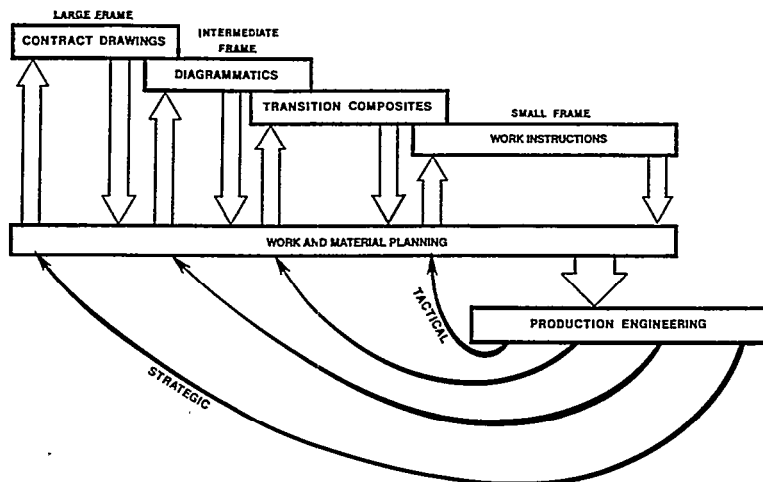 LARGE FRAME
CONTRACT DRAWINGS
INTERMEDIATE
FRAME
DIAGRAMMATICS
TRANSITION COMPOSITES
SMALL FRAME
WORK INSTRUCTIONS
WORK AND MATERIAL PLANNING
TACTICAL
PRODUCTION ENGINEERING
STRATEGIC